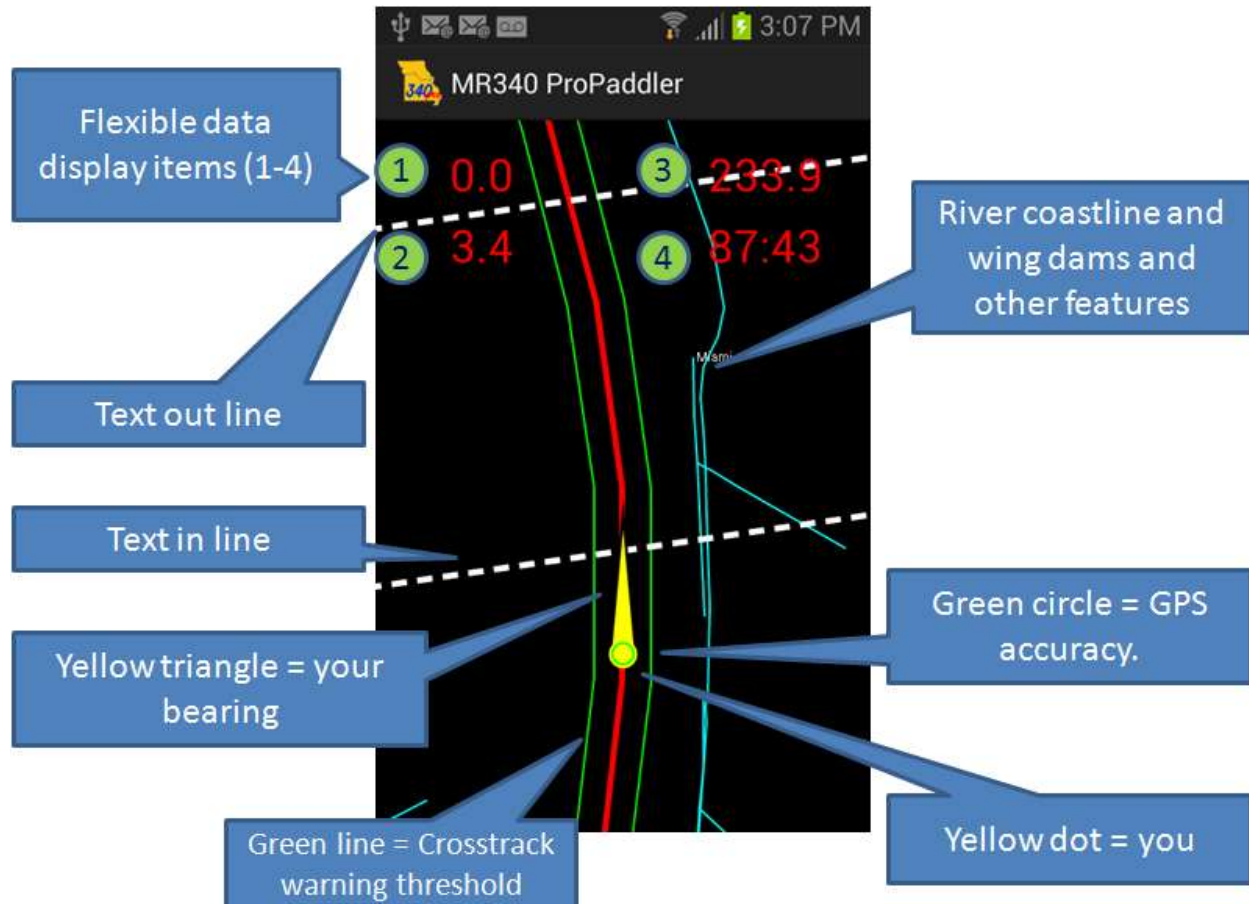 3:07 PM
340
MR340 ProPaddler
Flexible data
display items (1-4)
1
0.0
3
233.9
2
3.4
4
87:43
River coastline and
wing dams and
other features
Miami
Text out line
Text in line
Green circle = GPS
accuracy.
Yellow triangle = your
bearing
Yellow dot = you
Green line = Crosstrack
warning threshold